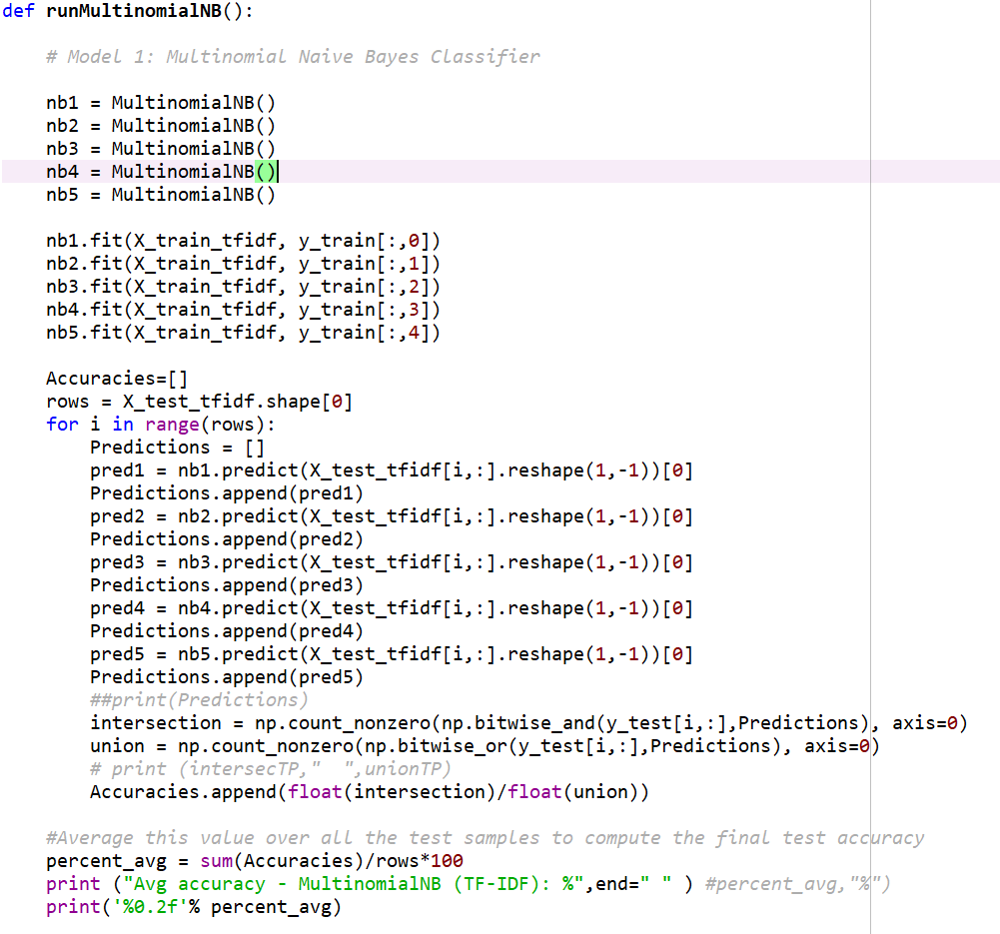 def runMultinomialNB():
# Model 1: Multinomial Naive Bayes Classifier
nb1 = MultinomialNB()
nb2 = MultinomialNB()
nb3 = MultinomialNB()
nb4 = MultinomialNB()
nb5 = MultinomialNB()
nb1.fit(X_train_tfidf, y_train[:,0])
nb2.fit(X_train_tfidf, y_train[:,1])
nb3.fit(X_train_tfidf, y_train[:,2])
nb4.fit(X_train_tfidf, y_train[:,3])
nb5.fit(X_train_tfidf, y_train[:,4])
Accuracies=[]
rows = X_test_tfidf.shape[0]
for i in range(rows):
Predictions = []
pred1 = nb1.predict(X_test_tfidf[i,:].reshape(1,-1))[0]
Predictions.append(pred1)
pred2 = nb2.predict(X_test_tfidf[i,:].reshape(1,-1))[0]
Predictions.append(pred2)
pred3 = nb3.predict(X_test_tfidf[i,:].reshape(1,-1))[0]
Predictions.append(pred3)
pred4 = nb4.predict(X_test_tfidf[i,:].reshape(1,-1))[0]
Predictions.append(pred4)
pred5 = nb5.predict(X_test_tfidf[i,:].reshape(1,-1))[0]
Predictions.append(pred5)
##print(Predictions)
intersection = np.count_nonzero(np.bitwise_and(y_test[i,:],Predictions), axis=0)
union = np.count_nonzero(np.bitwise_or(y_test[i,:],Predictions), axis=0)
# print (intersecTP,"  ",unionTP)
Accuracies.append(float(intersection)/float(union))
#Average this value over all the test samples to compute the final test accuracy
percent_avg = sum(Accuracies)/rows*100
print ("Avg accuracy - MultinomialNB (TF-IDF): %",end=" " ) #percent_avg,"%")
print('%0.2f'% percent_avg)